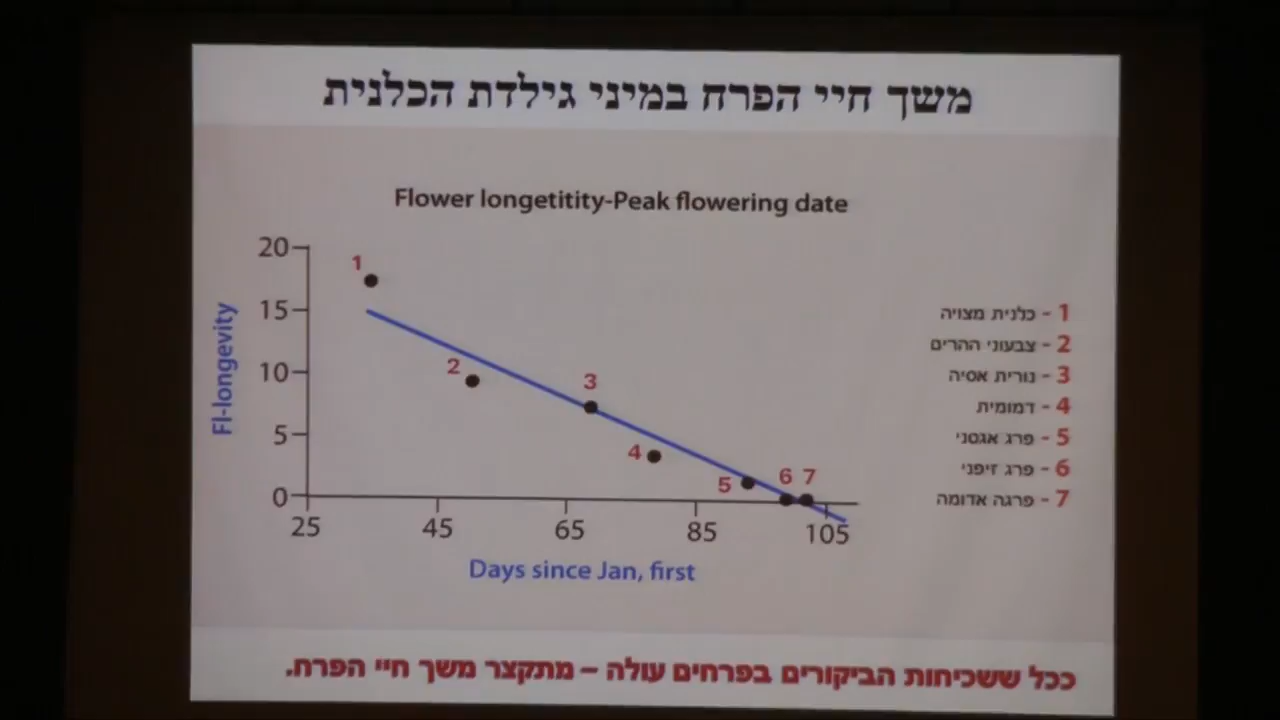 משך חיי הפרח במיני גילדת הכלנית
Flower longetitity-Peak flowering date
20
15
10
5
0
Fl-longevity
1
2
3
4
5
6 7
25 45 65 85 105
Days since Jan, first
1 - כלנית מצויה
2 - צבעוני ההרים
3 - נורית אסיה
4 - דמומית
5 - פרג אגסני
6 - פרג זיפני
7 - פרגה אדומה
ככל ששכיחות הביקורים בפרחים עולה – מתקצר משך חיי הפרח.